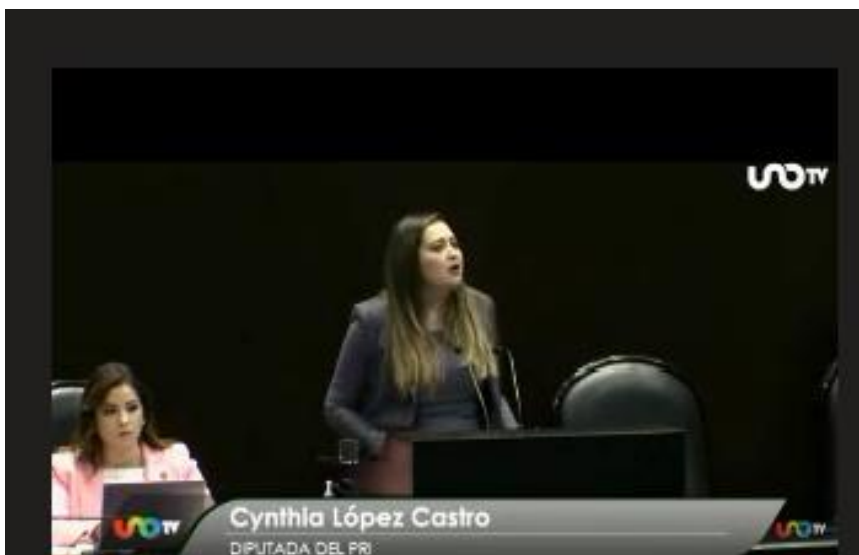 UNOTV
UNOTV
Cynthia López Castro
DIPUTADA DEL PRI
UNOTV